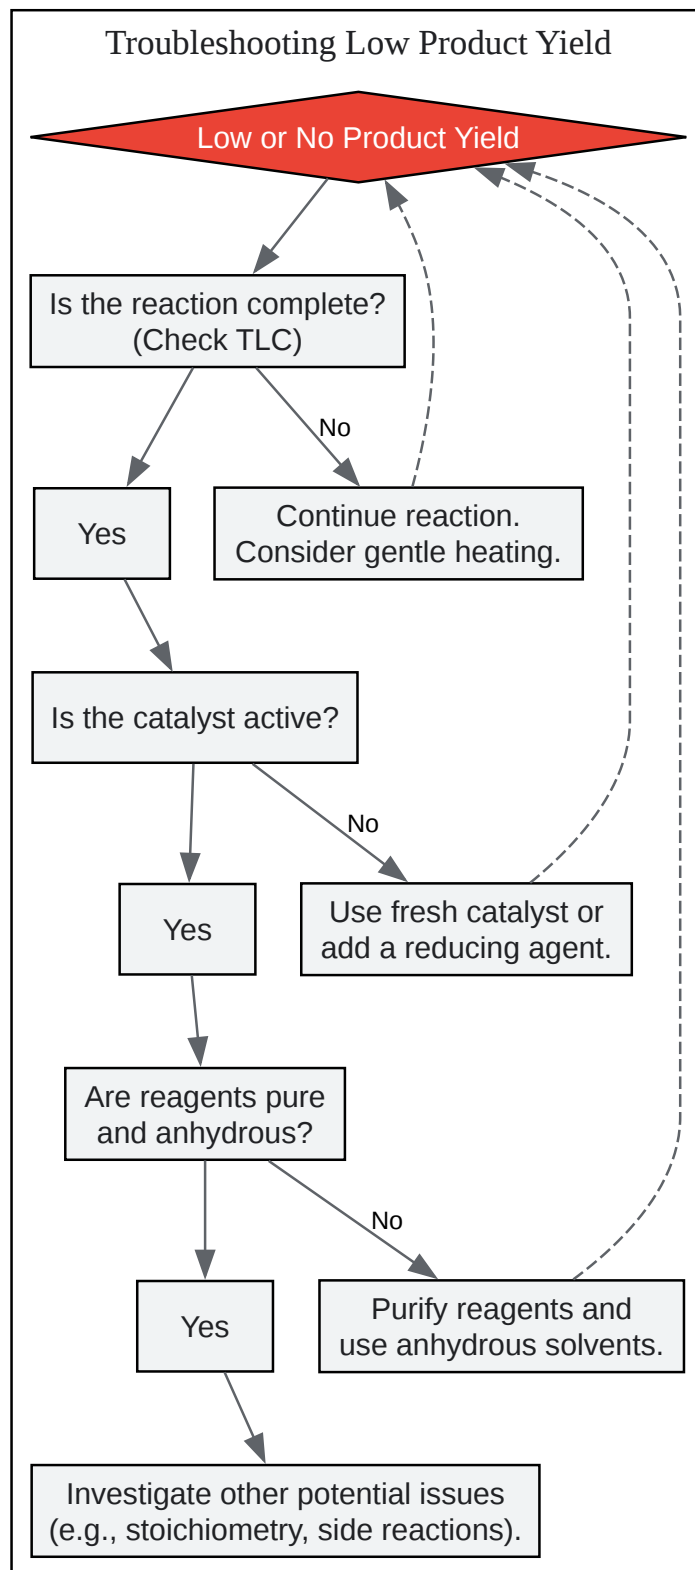 Troubleshooting Low Product Yield
Low or No Product Yield
Is the reaction complete?
(Check TLC)
No
Yes
Continue reaction.
Consider gentle heating.
Is the catalyst active?
No
Yes
Use fresh catalyst or
add a reducing agent.
Are reagents pure
and anhydrous?
No
Yes
Purify reagents and
use anhydrous solvents.
Investigate other potential issues
(e.g., stoichiometry, side reactions).